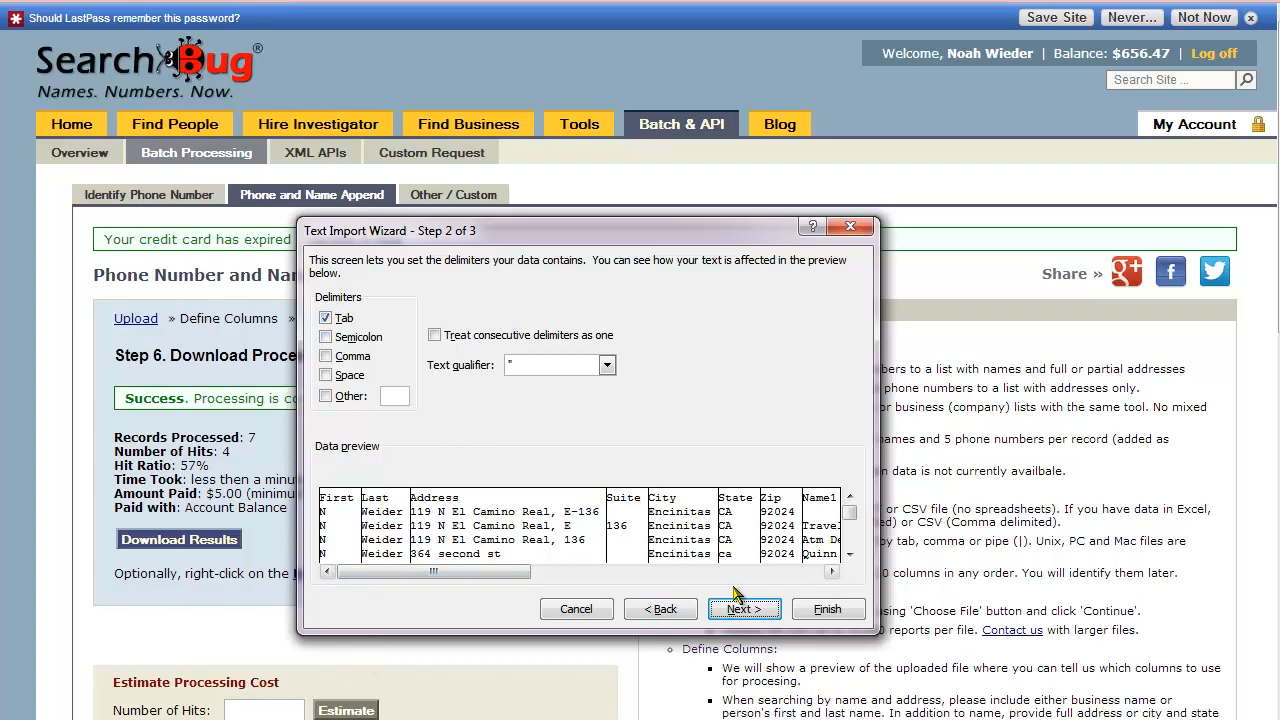 Should LastPass remember this password?
Save Site
Never...
Not Now
SearchBug®
Names. Numbers. Now.
Welcome, Noah Wieder | Balance: $656.47 | Log off
Search Site ...
Home
Find People
Hire Investigator
Find Business
Tools
Batch & API
Blog
My Account
Overview
Batch Processing
XML APIs
Custom Request
Identify Phone Number
Phone and Name Append
Other / Custom
Your credit card has expired
Phone Number and Nam
Share »
Upload » Define Columns »
Step 6. Download Proce
Success. Processing is co
Records Processed: 7
Number of Hits: 4
Hit Ratio: 57%
Time Took: less then a minu
Amount Paid: $5.00 (minimu
Paid with: Account Balance
Download Results
Optionally, right-click on the
Estimate Processing Cost
Number of Hits:
Estimate
Text Import Wizard - Step 2 of 3
This screen lets you set the delimiters your data contains. You can see how your text is affected in the preview
below.
Delimiters
Tab
Semicolon
Comma
Space
Other:
Treat consecutive delimiters as one
Text qualifier: "
Data preview
First Last Address Suite City State Zip Name1
N Weider 119 N El Camino Real, E-136 Encinitas CA 92024
N Weider 119 N El Camino Real, E 136 Encinitas CA 92024 Travel
N Weider 119 N El Camino Real, 136 Encinitas CA 92024 Atm De
N Weider 364 second st Encinitas ca 92024 Quinn
Cancel
< Back
Next >
Finish
bers to a list with names and full or partial addresses
phone numbers to a list with addresses only.
or business (company) lists with the same tool. No mixed
names and 5 phone numbers per record (added as
n data is not currently availbale.
or CSV file (no spreadsheets). If you have data in Excel,
d) or CSV (Comma delimited).
by tab, comma or pipe (|). Unix, PC and Mac files are
0 columns in any order. You will identify them later.
using 'Choose File' button and click 'Continue'.
reports per file. Contact us with larger files.
Define Columns:
We will show a preview of the uploaded file where you can tell us which columns to use
for procesing.
When searching by name and address, please include either business name or
person's first and last name. In addition to name, provide full address or city and state